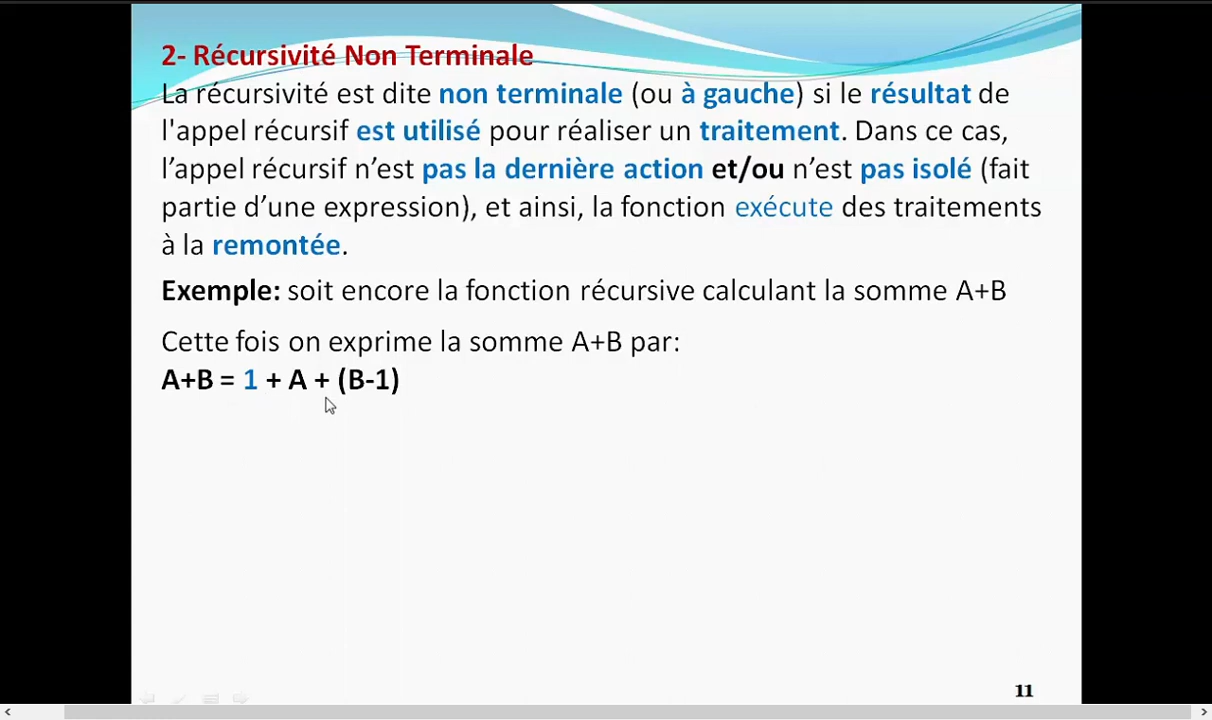 2- Récursivité Non Terminale
La récursivité est dite non terminale (ou à gauche) si le résultat de
l'appel récursif est utilisé pour réaliser un traitement. Dans ce cas,
l’appel récursif n’est pas la dernière action et/ou n’est pas isolé (fait
partie d’une expression), et ainsi, la fonction exécute des traitements
à la remontée.
Exemple: soit encore la fonction récursive calculant la somme A+B
Cette fois on exprime la somme A+B par:
A+B = 1 + A + (B-1)
11